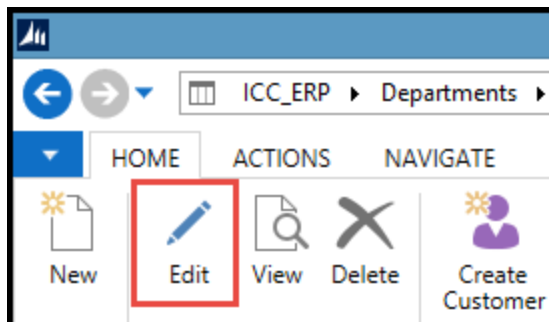 ICC_ERP ▸ Departments ▸
HOME ACTIONS NAVIGATE
New Edit View Delete Create
Customer